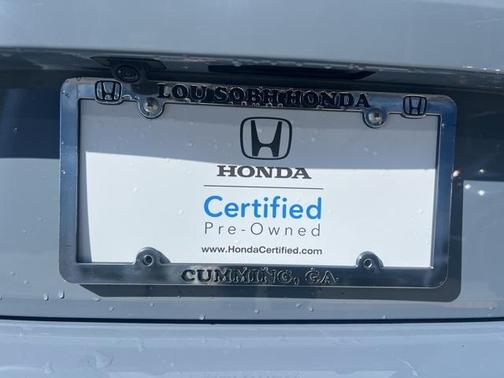 LOU SOBH HONDA
HONDA
Certified
Pre-Owned
www.HondaCertified.com
CUMMING, GA